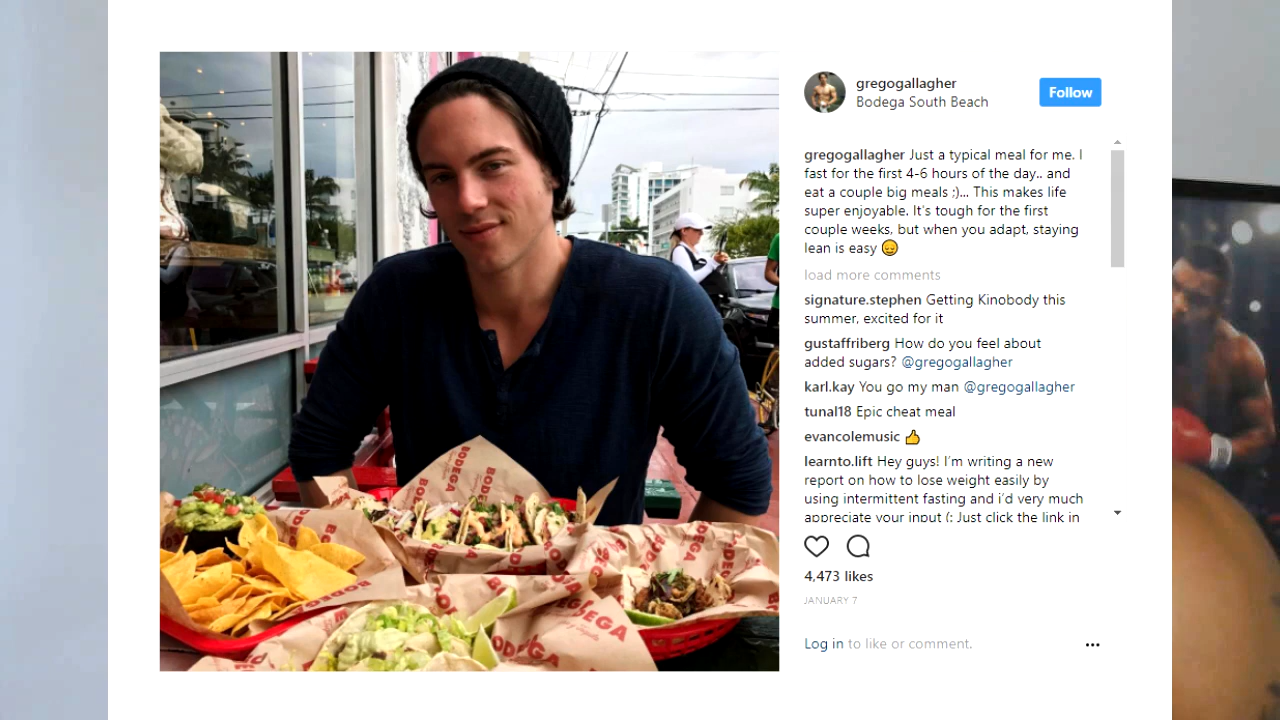 gregogallagher
Bodega South Beach
Follow
gregogallagher Just a typical meal for me. I
fast for the first 4-6 hours of the day.. and
eat a couple big meals ;)... This makes life
super enjoyable. It's tough for the first
couple weeks, but when you adapt, staying
lean is easy 😌
load more comments
signature.stephen Getting Kinobody this
summer, excited for it
gustaffriberg How do you feel about
added sugars? @gregogallagher
karl.kay You go my man @gregogallagher
tunal18 Epic cheat meal
evancolemusic 👍
learnto.lift Hey guys! I'm writing a new
report on how to lose weight easily by
using intermittent fasting and i'd very much
appreciate your input (: Just click the link in
4,473 likes
JANUARY 7
Log in to like or comment.
BODEGA
BODEGA
BODEGA
BODEGA